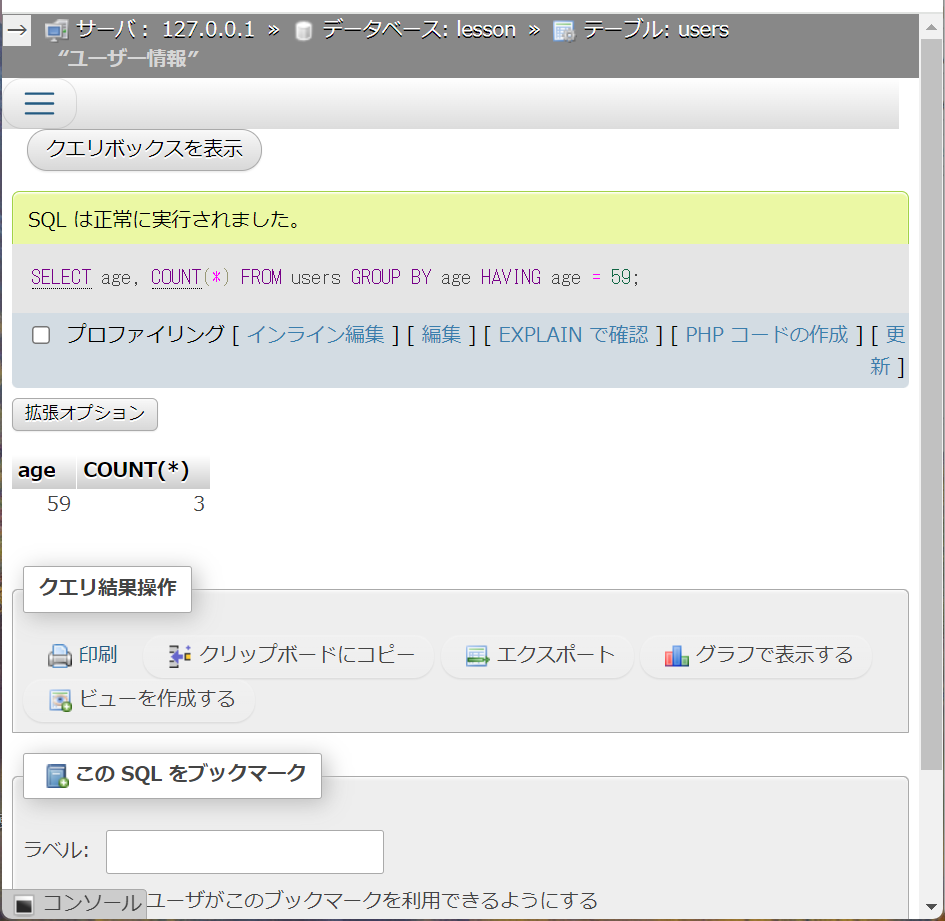 → サーバ： 127.0.0.1 » データベース: lesson » テーブル: users
“ユーザー情報”
クエリボックスを表示
SQL は正常に実行されました。
SELECT age, COUNT(*) FROM users GROUP BY age HAVING age = 59;
プロファイリング [ インライン編集 ] [ 編集 ] [ EXPLAIN で確認 ] [ PHP コードの作成 ] [ 更
新 ]
拡張オプション
age COUNT(*)
59 3
クエリ結果操作
印刷 クリップボードにコピー エクスポート グラフで表示する
ビューを作成する
この SQL をブックマーク
ラベル:
コンソール ユーザがこのブックマークを利用できるようにする